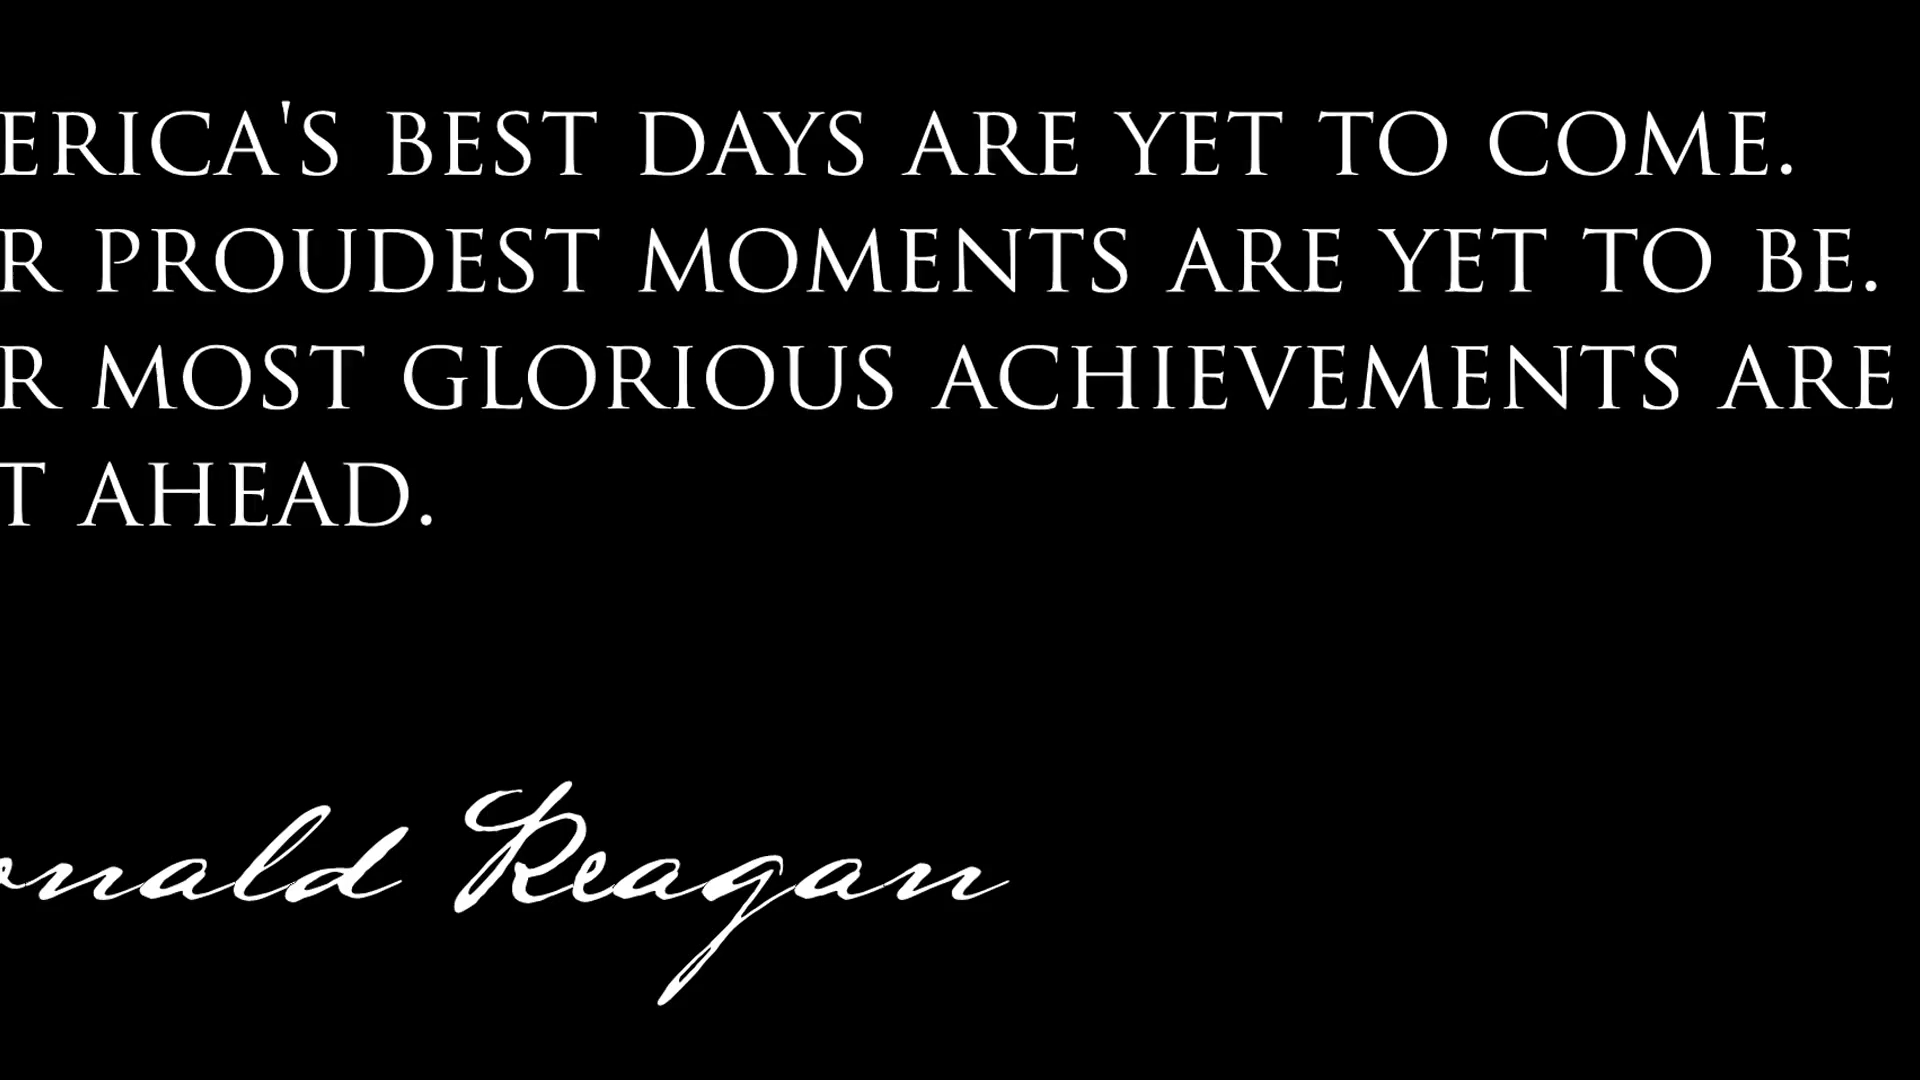 ERICA'S BEST DAYS ARE YET TO COME.
R PROUDEST MOMENTS ARE YET TO BE.
R MOST GLORIOUS ACHIEVEMENTS ARE
T AHEAD.
onald Reagan